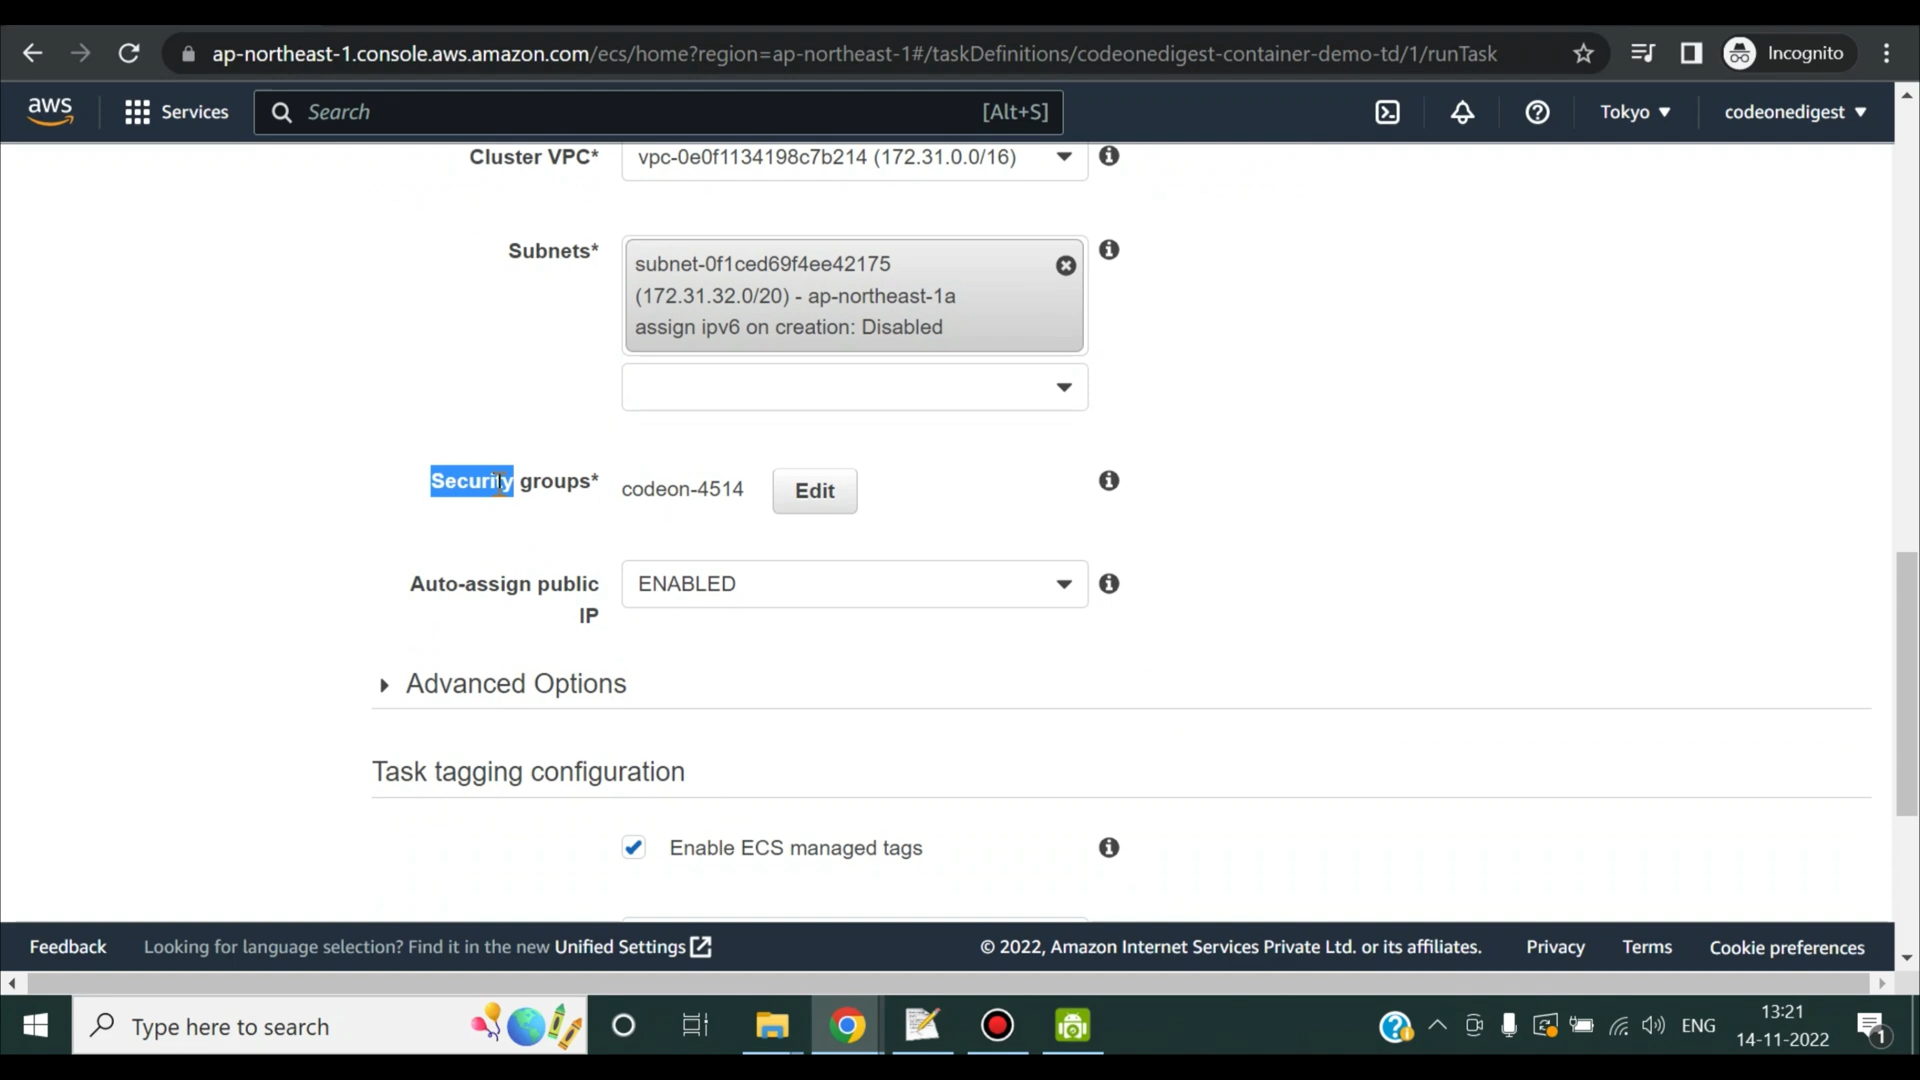 ap-northeast-1.console.aws.amazon.com/ecs/home?region=ap-northeast-1#/taskDefinitions/codeonedigest-container-demo-td/1/runTask
Incognito
aws
Services
Search
[Alt+S]
Tokyo
codeonedigest
Cluster VPC*
vpc-0e0f1134198c7b214 (172.31.0.0/16)
Subnets*
subnet-0f1ced69f4ee42175
(172.31.32.0/20) - ap-northeast-1a
assign ipv6 on creation: Disabled
Security groups*
codeon-4514
Edit
Auto-assign public
IP
ENABLED
Advanced Options
Task tagging configuration
Enable ECS managed tags
Feedback
Looking for language selection? Find it in the new Unified Settings
© 2022, Amazon Internet Services Private Ltd. or its affiliates.
Privacy
Terms
Cookie preferences
Type here to search
ENG
13:21
14-11-2022
1